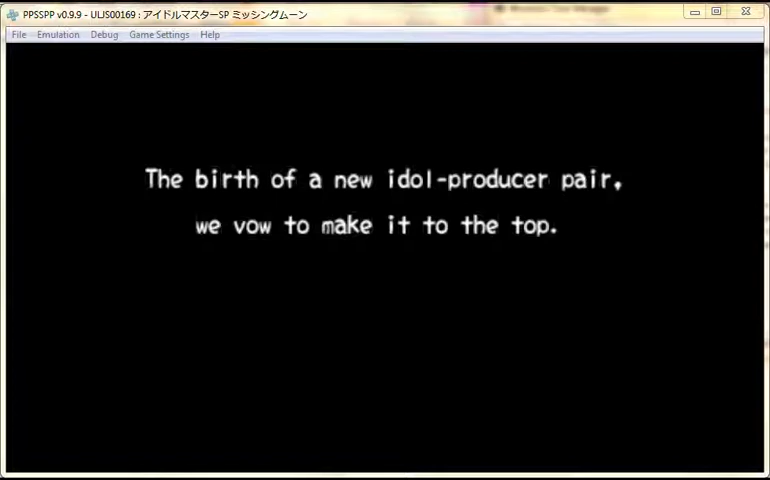 PPSSPP v0.9.9 - ULJS00169 : アイドルマスターSP ミッシングムーン
File Emulation Debug Game Settings Help
The birth of a new idol-producer pair,
we vow to make it to the top.